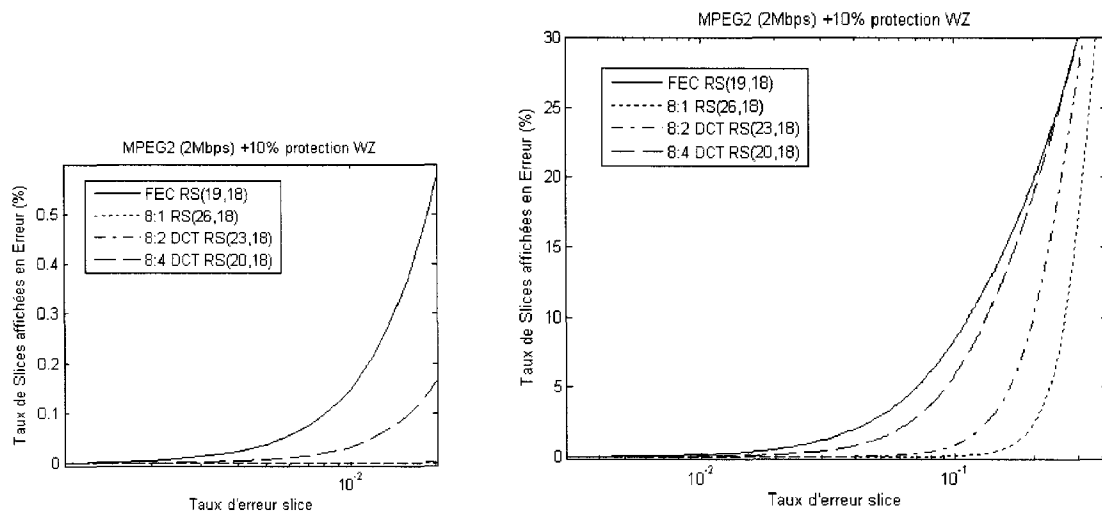 MPEG2 (2Mbps) +10% protection WZ
FEC RS(19,18)
8:1 RS(26,18)
8:2 DCT RS(23,18)
8:4 DCT RS(20,18)
Taux de Slices affichées en Erreur (%)
0.5
0.4
0.3
0.2
0.1
0
10-2
Taux d'erreur slice
MPEG2 (2Mbps) +10% protection WZ
FEC RS(19,18)
8:1 RS(26,18)
8:2 DCT RS(23,18)
8:4 DCT RS(20,18)
Taux de Slices affichées en Erreur (%)
30
25
20
15
10
5
0
10-2
10-1
Taux d'erreur slice